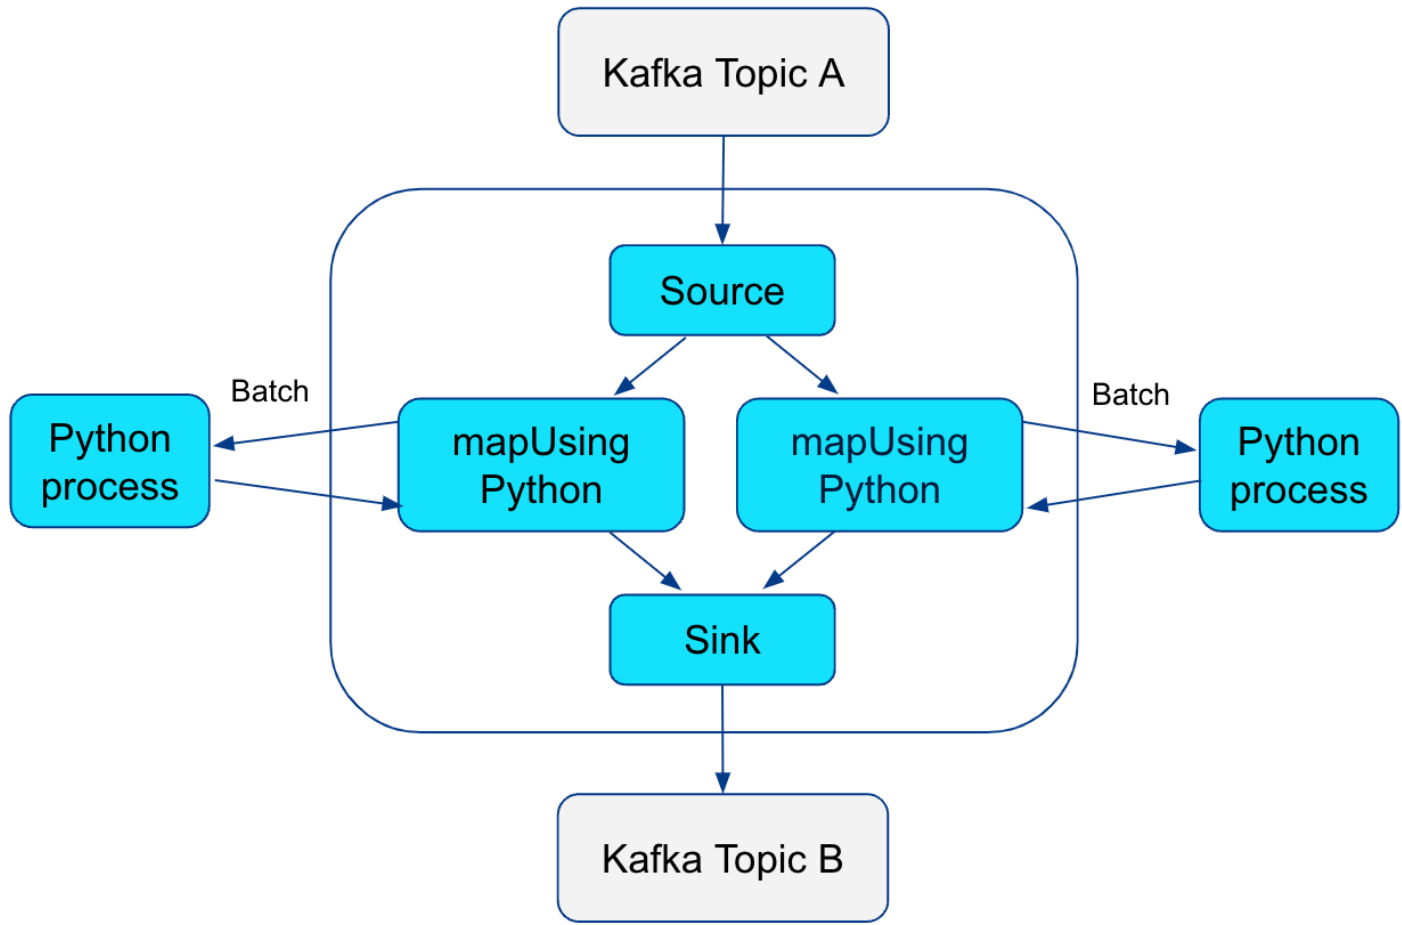 Kafka Topic A
Source
Batch
Batch
Python
process
mapUsing
Python
mapUsing
Python
Python
process
Sink
Kafka Topic B